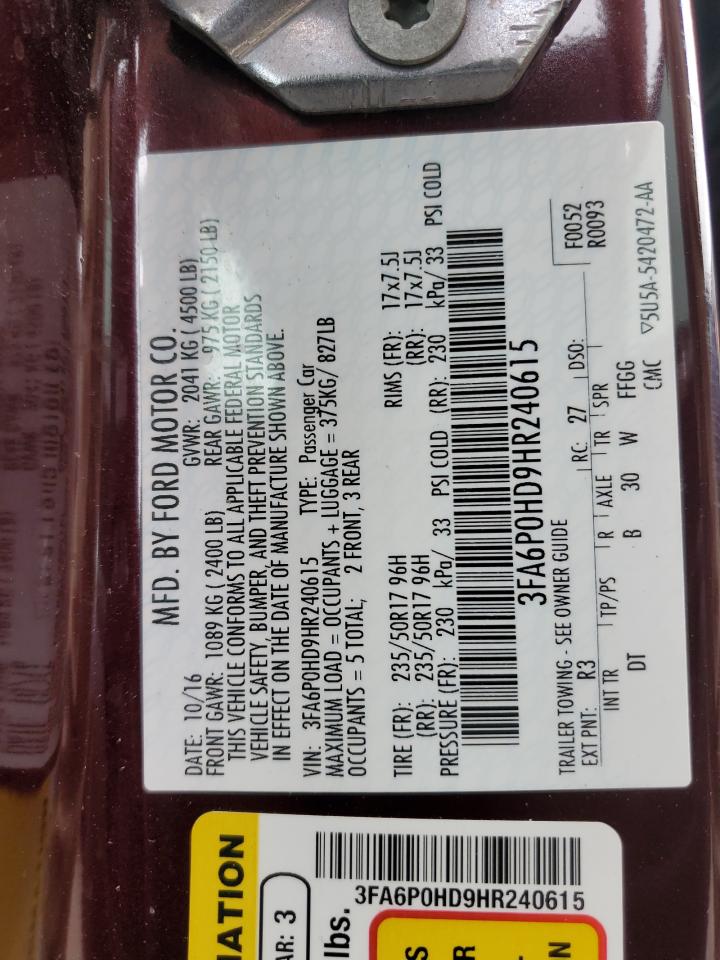 MFD. BY FORD MOTOR CO.
DATE: 10/16 GVWR: 2041 KG ( 4500 LB)
FRONT GAWR: 1089 KG ( 2400 LB) REAR GAWR: 975 KG ( 2150 LB)
THIS VEHICLE CONFORMS TO ALL APPLICABLE FEDERAL MOTOR
VEHICLE SAFETY, BUMPER, AND THEFT PREVENTION STANDARDS
IN EFFECT ON THE DATE OF MANUFACTURE SHOWN ABOVE.
VIN: 3FA6P0HD9HR240615 TYPE: Passenger Car
MAXIMUM LOAD = OCCUPANTS + LUGGAGE = 375KG/ 827LB
OCCUPANTS = 5 TOTAL; 2 FRONT, 3 REAR
TIRE (FR): 235/50R17 96H RIMS (FR): 17x7.5J
(RR): 235/50R17 96H (RR): 17x7.5J
PRESSURE (FR): 230 kPa/ 33 PSI COLD (RR): 230 kPa/ 33 PSI COLD
3FA6P0HD9HR240615
TRAILER TOWING - SEE OWNER GUIDE
EXT PNT: R3 RC: 27 DSO: F0052
R0093
INT TR TP/PS R AXLE TR SPR
DT B 30 W FFGG
CMC
▽5U5A-5420472-AA
MATION
AR: 3
lbs.
3FA6P0HD9HR240615
S
R
N